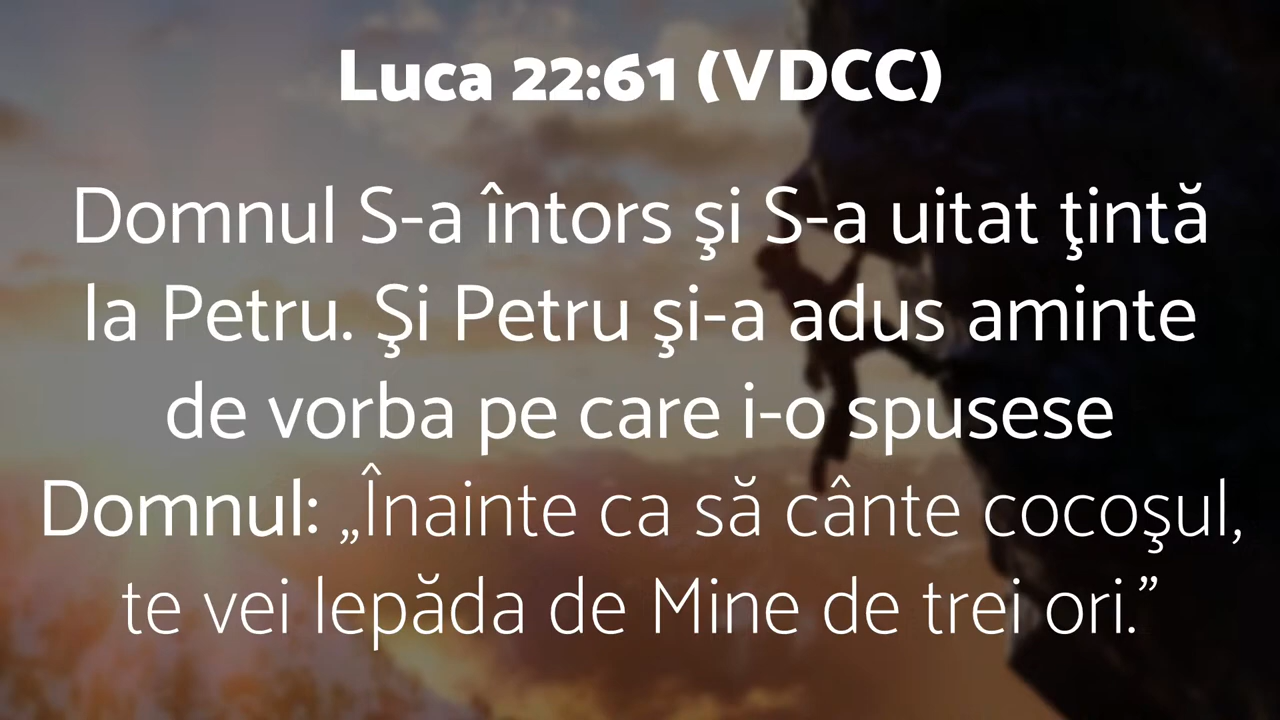 Luca 22:61 (VDCC)
Domnul S-a întors şi S-a uitat ţintă
la Petru. Şi Petru şi-a adus aminte
de vorba pe care i-o spusese
Domnul: „Înainte ca să cânte cocoşul,
te vei lepăda de Mine de trei ori.”